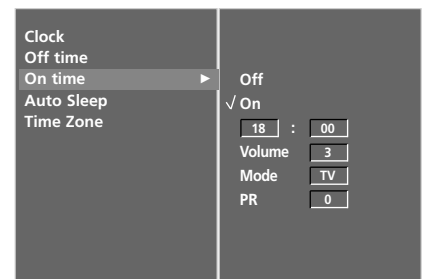 Clock
Off time
On time ►
Auto Sleep
Time Zone
Off
√ On
18 : 00
Volume 3
Mode TV
PR 0